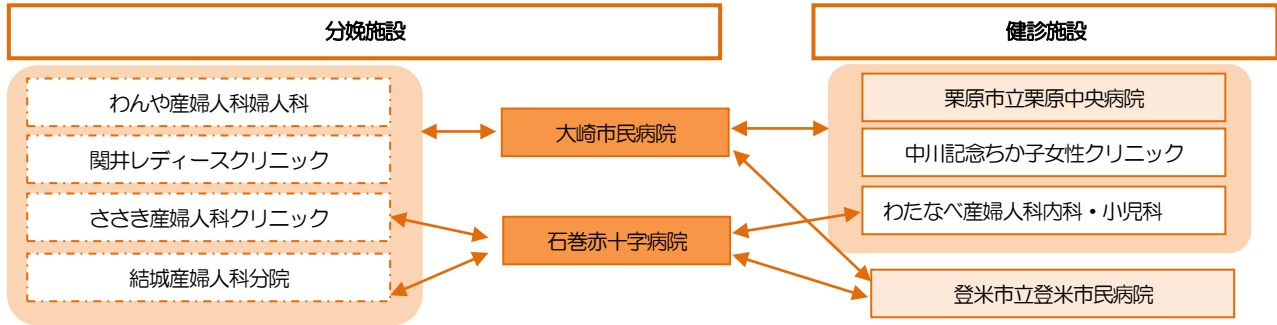 分娩施設
健診施設
わんや産婦人科婦人科
関井レディースクリニック
ささき産婦人科クリニック
結城産婦人科分院
大崎市民病院
石巻赤十字病院
栗原市立栗原中央病院
中川記念ちか子女性クリニック
わたなべ産婦人科内科・小児科
登米市立登米市民病院